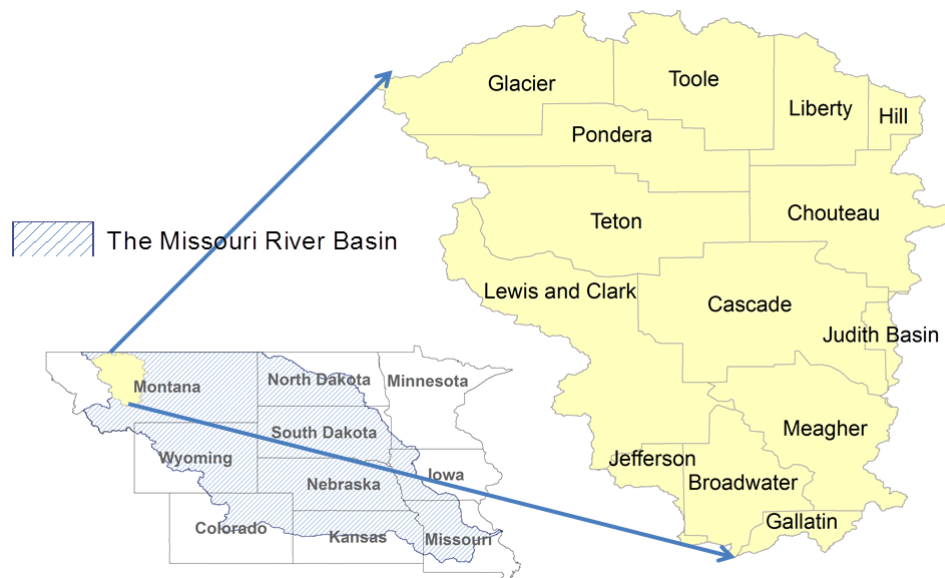 Glacier
Toole
Liberty
Hill
Pondera
Teton
Chouteau
The Missouri River Basin
Lewis and Clark
Cascade
Judith Basin
Montana
North Dakota
Minnesota
South Dakota
Meagher
Wyoming
Jefferson
Iowa
Nebraska
Broadwater
Gallatin
Colorado
Kansas
Missouri